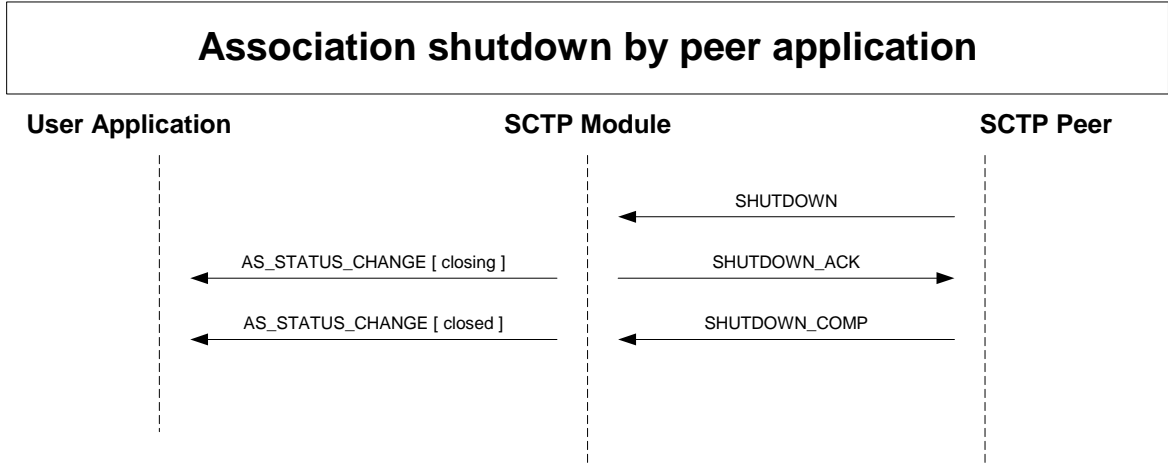 Association shutdown by peer application
User Application SCTP Module SCTP Peer
SHUTDOWN
AS_STATUS_CHANGE [ closing ] SHUTDOWN_ACK
AS_STATUS_CHANGE [ closed ] SHUTDOWN_COMP